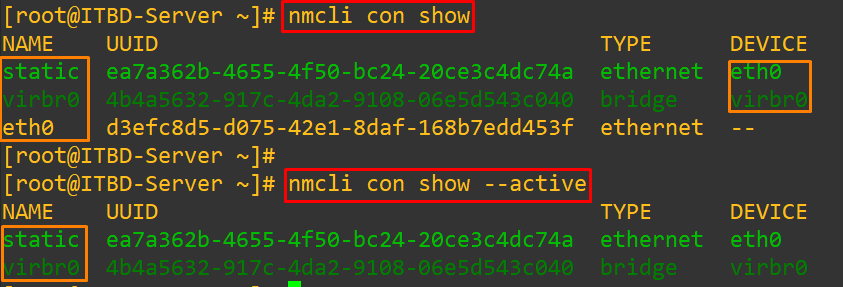 [root@ITBD-Server ~]# nmcli con show
NAME    UUID                                  TYPE      DEVICE
static  ea7a362b-4655-4f50-bc24-20ce3c4dc74a  ethernet  eth0
virbr0  4b4a5632-917c-4da2-9108-06e5d543c040  bridge    virbr0
eth0    d3efc8d5-d075-42e1-8daf-168b7edd453f  ethernet  --
[root@ITBD-Server ~]#
[root@ITBD-Server ~]# nmcli con show --active
NAME    UUID                                  TYPE      DEVICE
static  ea7a362b-4655-4f50-bc24-20ce3c4dc74a  ethernet  eth0
virbr0  4b4a5632-917c-4da2-9108-06e5d543c040  bridge    virbr0